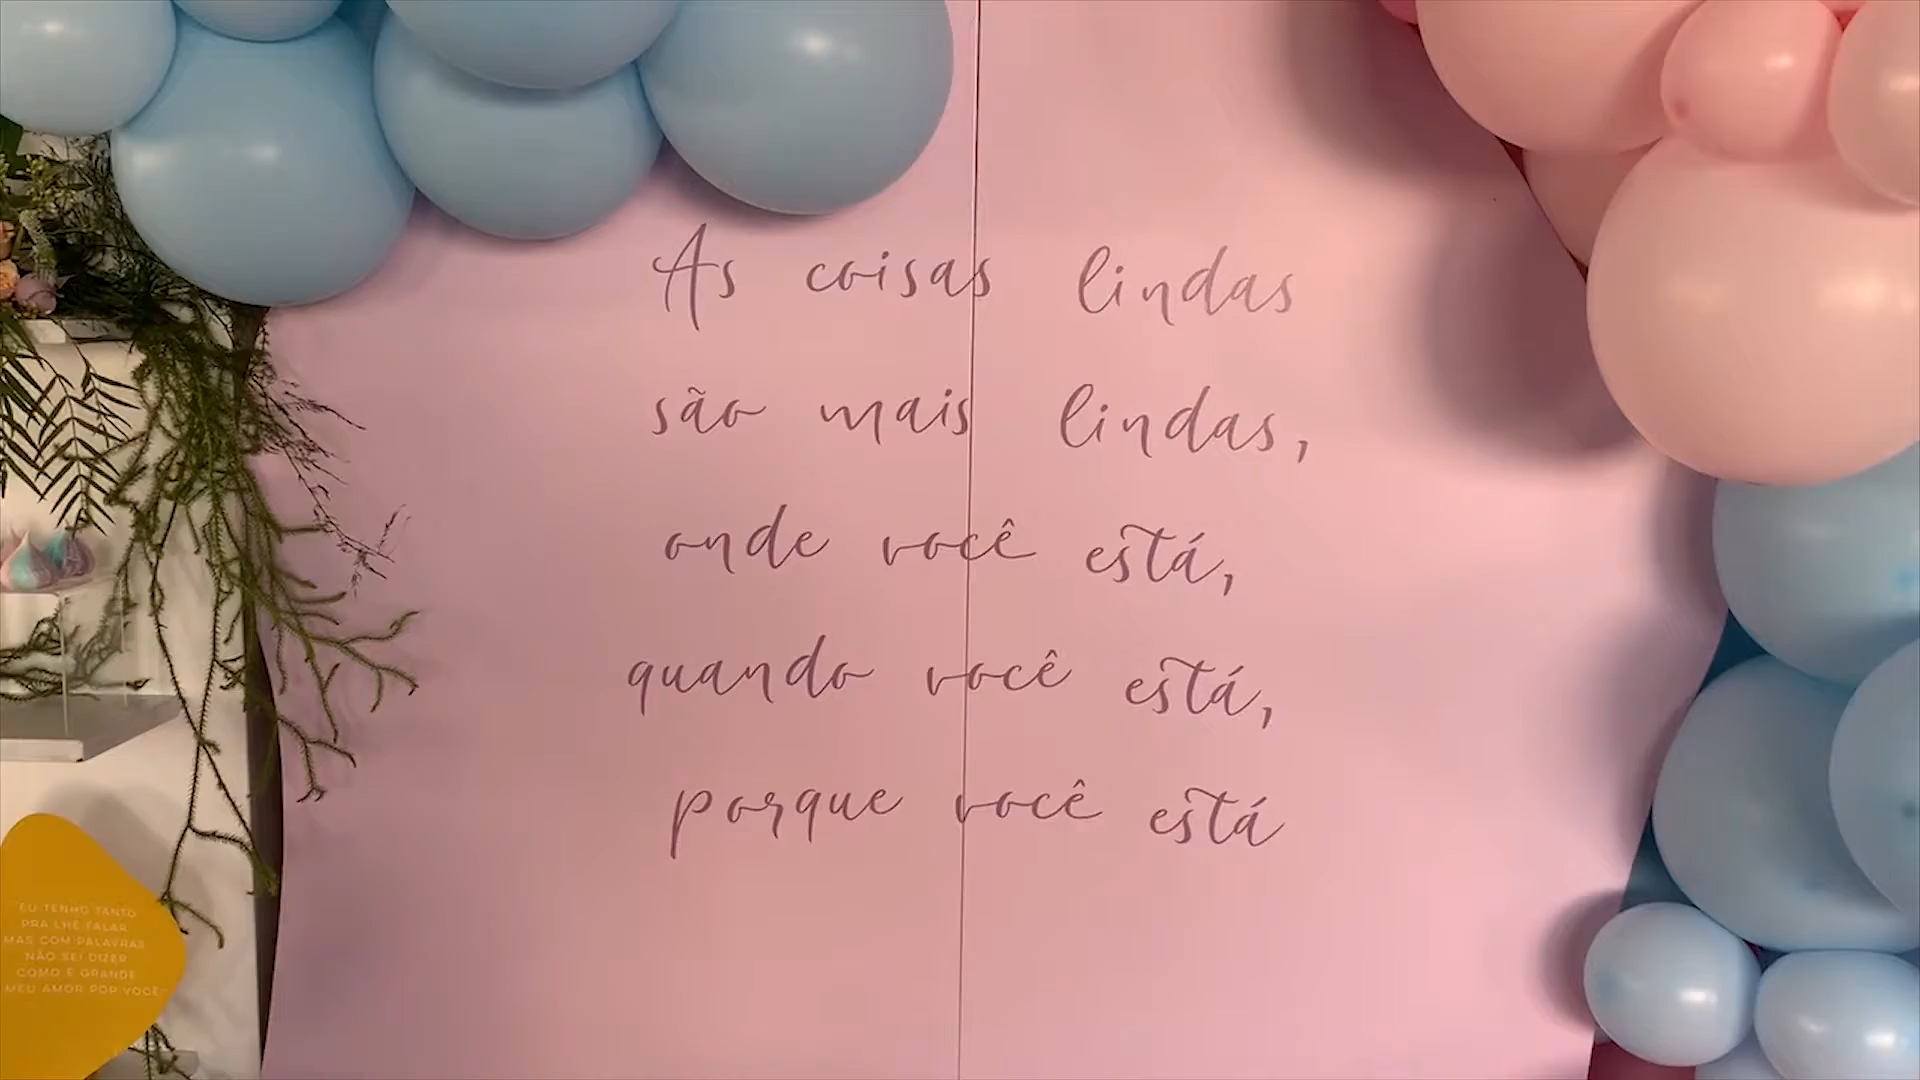 As coisas lindas
são mais lindas,
onde você está,
quando você está,
porque você está
"EU TENHO TANTO
PRA LHE FALAR
MAS COM PALAVRAS
NÃO SEI DIZER
COMO É GRANDE
MEU AMOR POR VOCÊ"